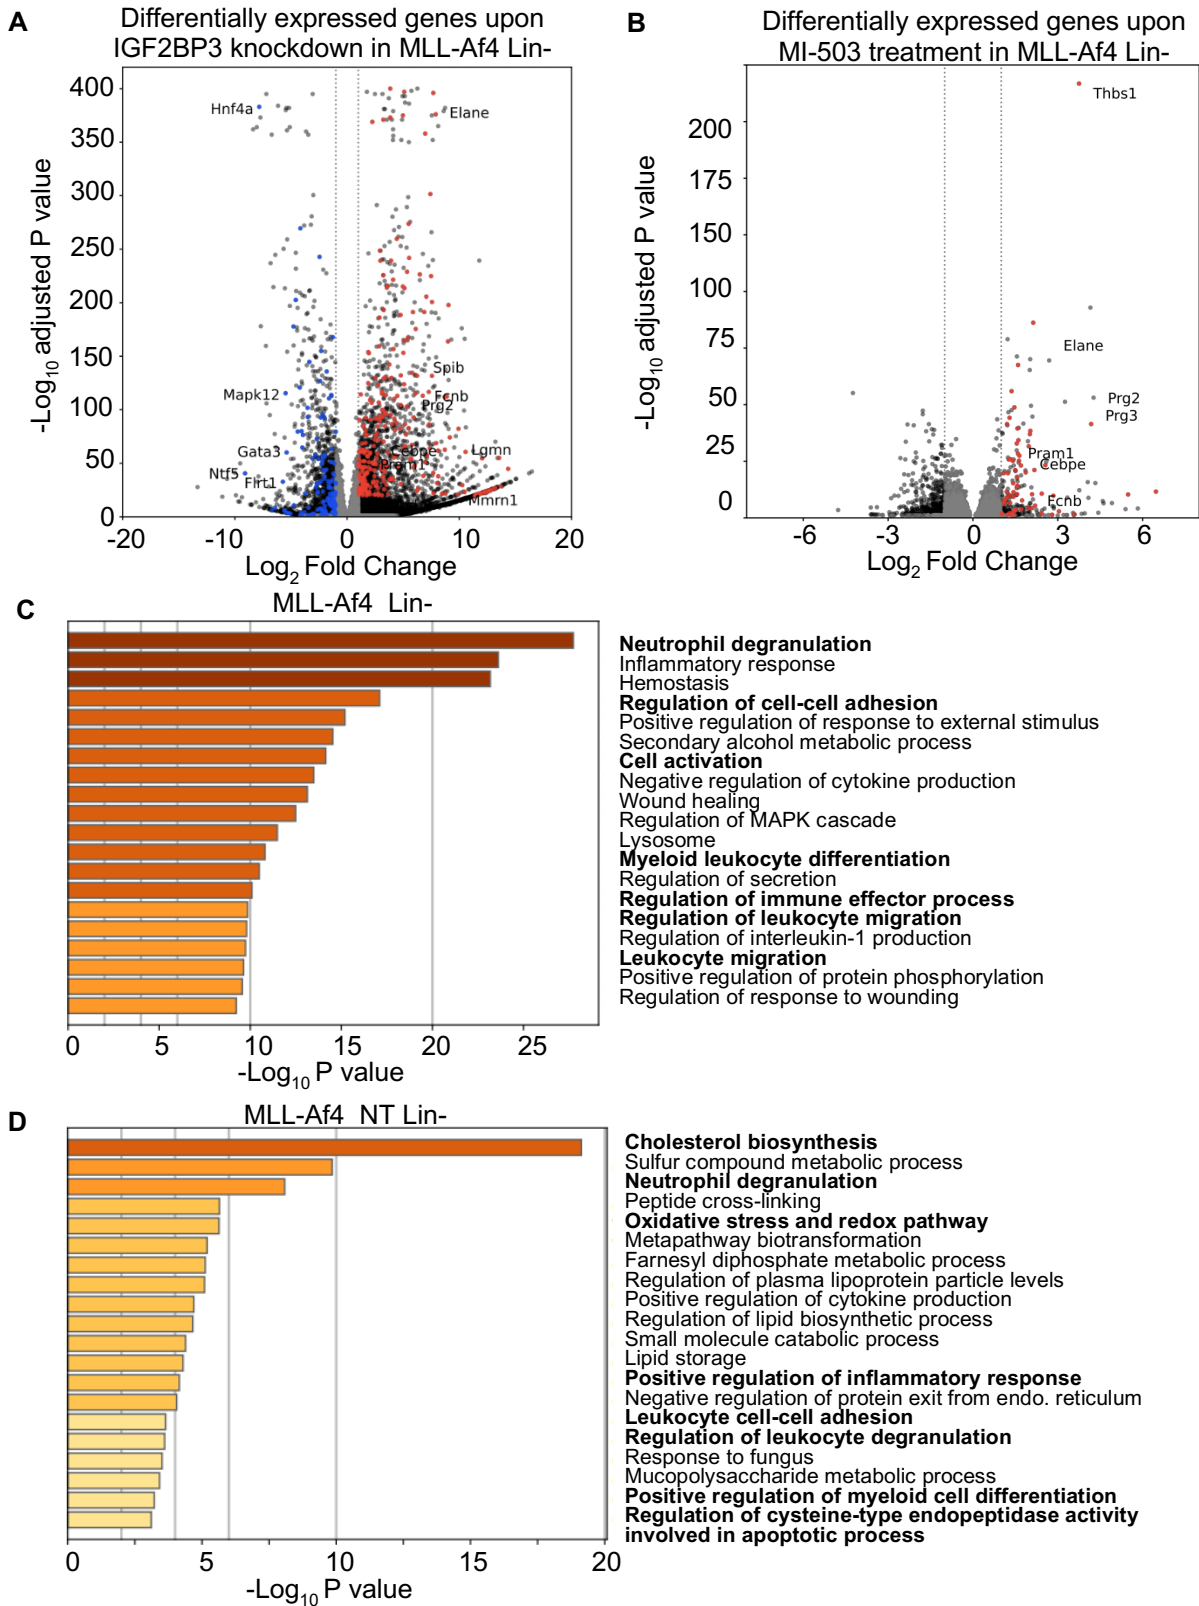 A
Differentially expressed genes upon
IGF2BP3 knockdown in MLL-Af4 Lin-
B
Differentially expressed genes upon
MI-503 treatment in MLL-Af4 Lin-
-Log10 adjusted P value
400
350
300
250
200
150
100
50
0
Hnf4a
Elane
Spib
Fcnb
Prg2
Mapk12
Gata3
Cebpe
Pram1
Lgmn
Ntf5
Flrt1
Mmrn1
-20
-10
0
10
20
Log2 Fold Change
-Log10 adjusted P value
200
175
150
100
75
50
25
0
Thbs1
Elane
Prg2
Prg3
Pram1
Cebpe
Fcnb
-6
-3
0
3
6
Log2 Fold Change
C
MLL-Af4 Lin-
Neutrophil degranulation
Inflammatory response
Hemostasis
Regulation of cell-cell adhesion
Positive regulation of response to external stimulus
Secondary alcohol metabolic process
Cell activation
Negative regulation of cytokine production
Wound healing
Regulation of MAPK cascade
Lysosome
Myeloid leukocyte differentiation
Regulation of secretion
Regulation of immune effector process
Regulation of leukocyte migration
Regulation of interleukin-1 production
Leukocyte migration
Positive regulation of protein phosphorylation
Regulation of response to wounding
0
5
10
15
20
25
-Log10 P value
D
MLL-Af4 NT Lin-
Cholesterol biosynthesis
Sulfur compound metabolic process
Neutrophil degranulation
Peptide cross-linking
Oxidative stress and redox pathway
Metapathway biotransformation
Farnesyl diphosphate metabolic process
Regulation of plasma lipoprotein particle levels
Positive regulation of cytokine production
Regulation of lipid biosynthetic process
Small molecule catabolic process
Lipid storage
Positive regulation of inflammatory response
Negative regulation of protein exit from endo. reticulum
Leukocyte cell-cell adhesion
Regulation of leukocyte degranulation
Response to fungus
Mucopolysaccharide metabolic process
Positive regulation of myeloid cell differentiation
Regulation of cysteine-type endopeptidase activity
involved in apoptotic process
0
5
10
15
20
-Log10 P value